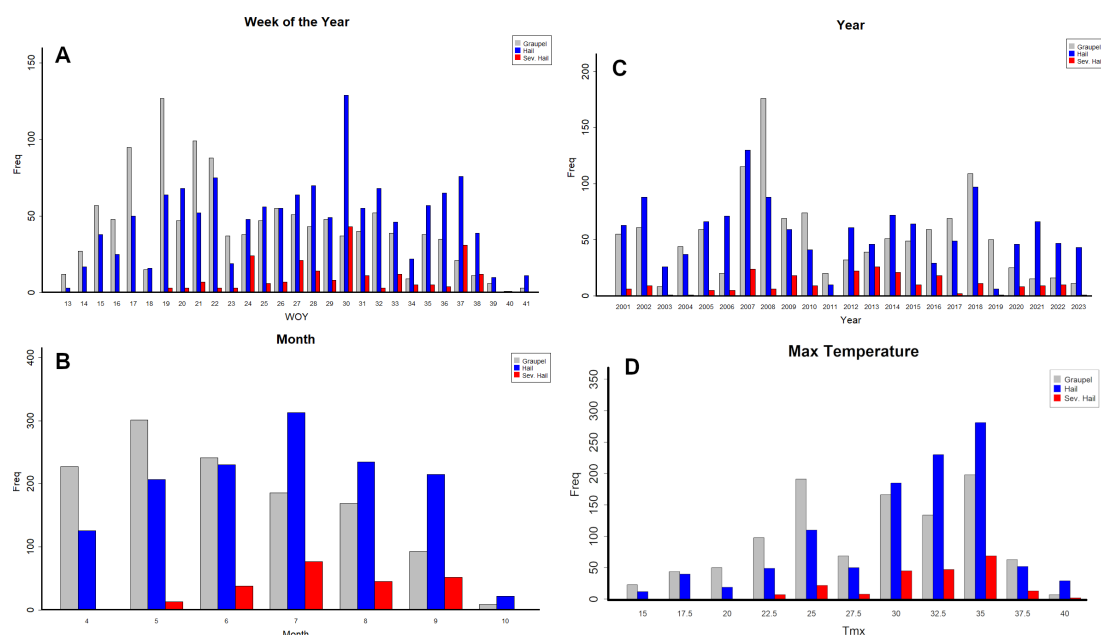 Week of the Year
A
Graupel
Hail
Sev. Hail
Freq
0 50 100 150
13 14 15 16 17 18 19 20 21 22 23 24 25 26 27 28 29 30 31 32 33 34 35 36 37 38 39 40 41
WOY
Year
C
Graupel
Hail
Sev. Hail
Freq
0 50 100 150 200
2001 2002 2003 2004 2005 2006 2007 2008 2009 2010 2011 2012 2013 2014 2015 2016 2017 2018 2019 2020 2021 2022 2023
Year
Month
B
Graupel
Hail
Sev. Hail
Freq
0 100 200 300 400
4 5 6 7 8 9 10
Month
Max Temperature
D
Graupel
Hail
Sev. Hail
Freq
0 50 100 150 200 250 300 350
15 17.5 20 22.5 25 27.5 30 32.5 35 37.5 40
Tmx